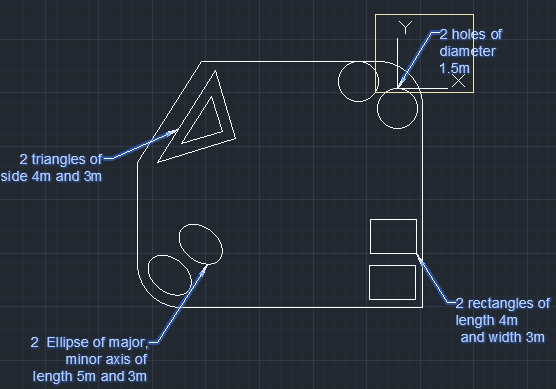 Y
2 holes of
diameter
1.5m
X
2 triangles of
side 4m and 3m
2 rectangles of
length 4m
and width 3m
2 Ellipse of major,
minor axis of
length 5m and 3m